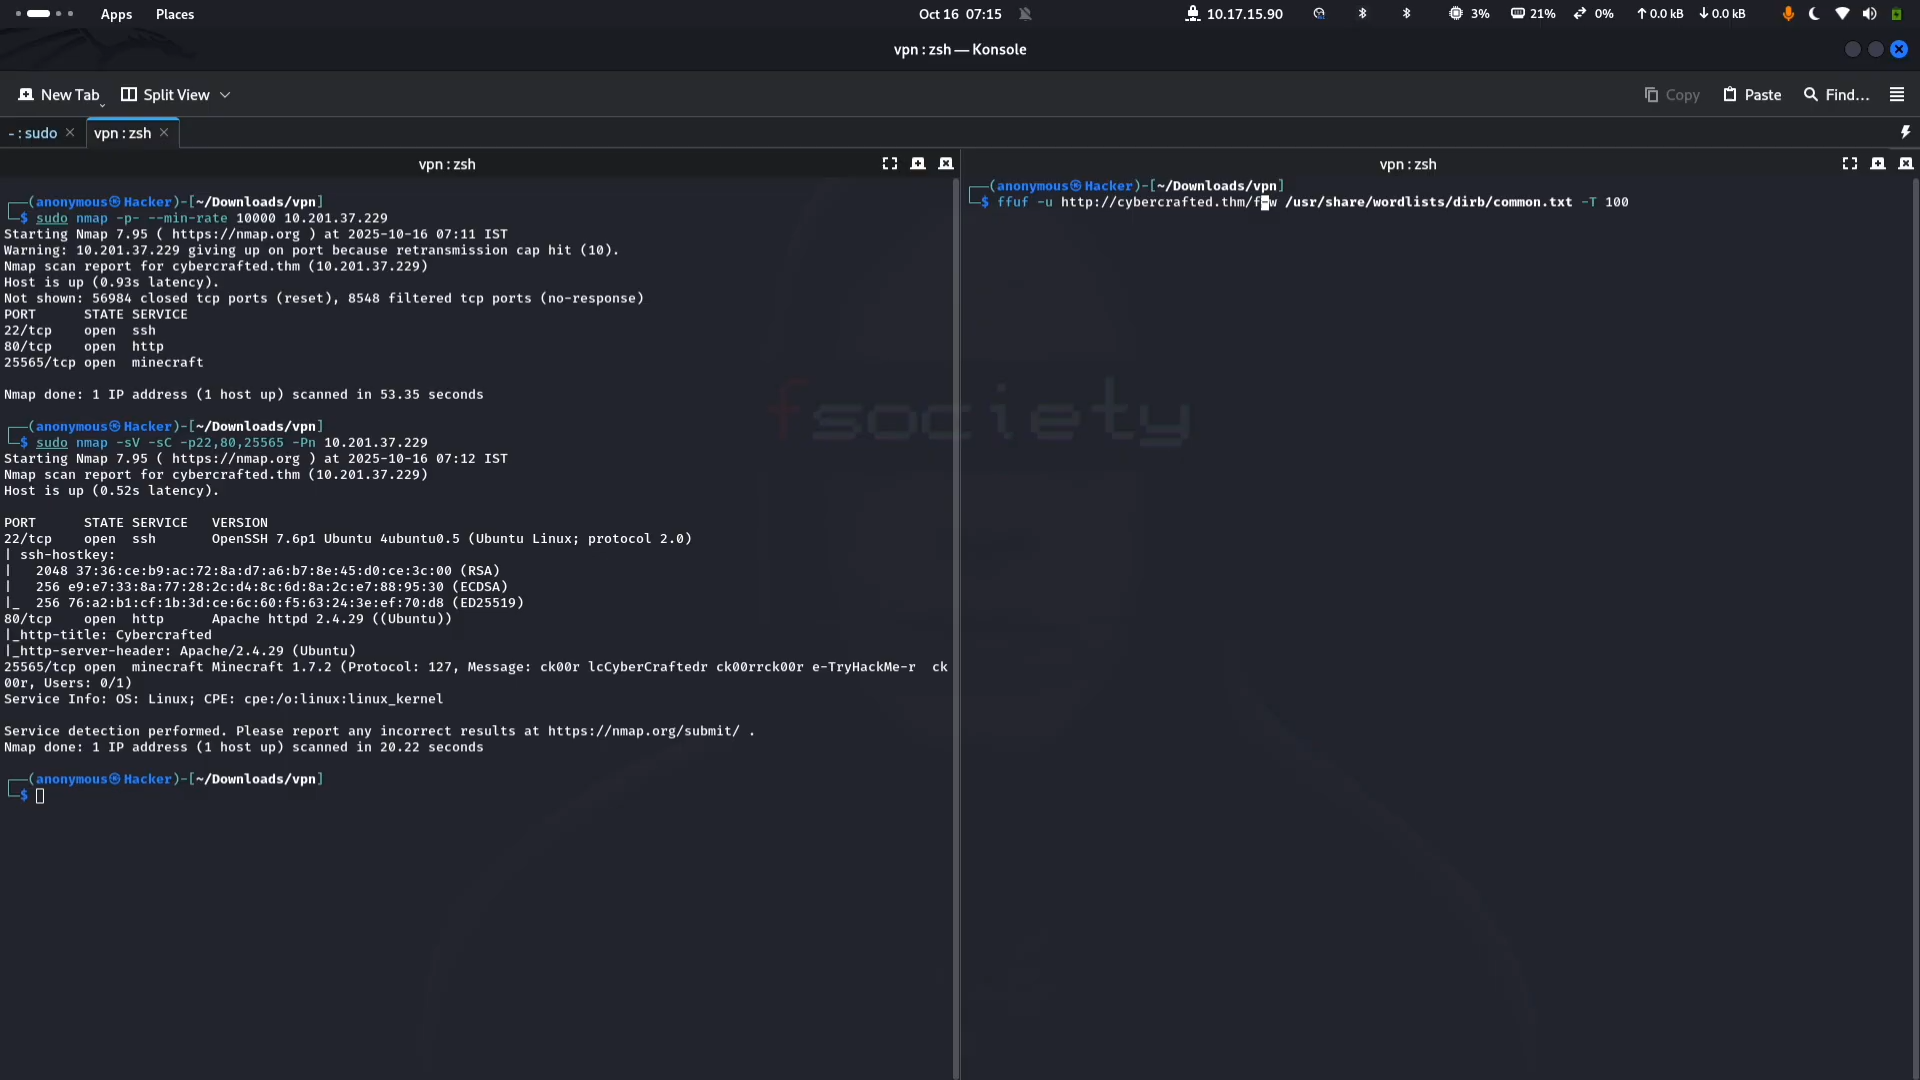 Apps Places Oct 16 07:15 10.17.15.90 3% 21% 0% ↑0.0 kB ↓0.0 kB
vpn : zsh — Konsole
New Tab Split View Copy Paste Find...
- : sudo × vpn : zsh ×
vpn : zsh
┌──(anonymous㉿Hacker)-[~/Downloads/vpn]
└─$ sudo nmap -p- --min-rate 10000 10.201.37.229
Starting Nmap 7.95 ( https://nmap.org ) at 2025-10-16 07:11 IST
Warning: 10.201.37.229 giving up on port because retransmission cap hit (10).
Nmap scan report for cybercrafted.thm (10.201.37.229)
Host is up (0.93s latency).
Not shown: 56984 closed tcp ports (reset), 8548 filtered tcp ports (no-response)
PORT      STATE SERVICE
22/tcp    open  ssh
80/tcp    open  http
25565/tcp open  minecraft
Nmap done: 1 IP address (1 host up) scanned in 53.35 seconds
┌──(anonymous㉿Hacker)-[~/Downloads/vpn]
└─$ sudo nmap -sV -sC -p22,80,25565 -Pn 10.201.37.229
Starting Nmap 7.95 ( https://nmap.org ) at 2025-10-16 07:12 IST
Nmap scan report for cybercrafted.thm (10.201.37.229)
Host is up (0.52s latency).
PORT      STATE SERVICE   VERSION
22/tcp    open  ssh       OpenSSH 7.6p1 Ubuntu 4ubuntu0.5 (Ubuntu Linux; protocol 2.0)
| ssh-hostkey:
|   2048 37:36:ce:b9:ac:72:8a:d7:a6:b7:8e:45:d0:ce:3c:00 (RSA)
|   256 e9:e7:33:8a:77:28:2c:d4:8c:6d:8a:2c:e7:88:95:30 (ECDSA)
|_  256 76:a2:b1:cf:1b:3d:ce:6c:60:f5:63:24:3e:ef:70:d8 (ED25519)
80/tcp    open  http      Apache httpd 2.4.29 ((Ubuntu))
|_http-title: Cybercrafted
|_http-server-header: Apache/2.4.29 (Ubuntu)
25565/tcp open  minecraft Minecraft 1.7.2 (Protocol: 127, Message: ck00r lcCyberCraftedr ck00rrck00r e-TryHackMe-r  ck
00r, Users: 0/1)
Service Info: OS: Linux; CPE: cpe:/o:linux:linux_kernel
Service detection performed. Please report any incorrect results at https://nmap.org/submit/ .
Nmap done: 1 IP address (1 host up) scanned in 20.22 seconds
┌──(anonymous㉿Hacker)-[~/Downloads/vpn]
└─$
vpn : zsh
┌──(anonymous㉿Hacker)-[~/Downloads/vpn]
└─$ ffuf -u http://cybercrafted.thm/f-w /usr/share/wordlists/dirb/common.txt -T 100
fsociety